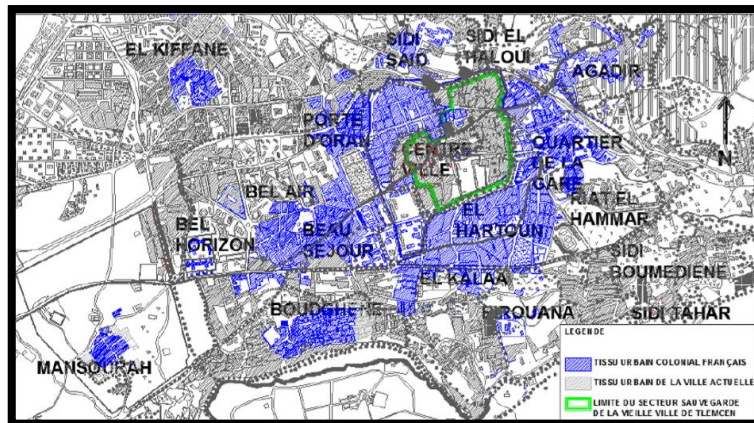 EL KIFFANE
SIDI
SAID
SIDI EL
HALOUI
AGADIR
PORTE
D'ORAN
CENTRE
VILLE
QUARTIER
DE LA
GARE
N
BEL AIR
RIAT EL
HAMMAR
BEL
HORIZON
BEAU
SEJOUR
EL
HARTOUN
SIDI
BOUMEDIENE
EL KALAA
BOUDGHENE
BIROUANA
SIDI TAHAR
MANSOURAH
LEGENDE
TISSU URBAIN COLONIAL FRANÇAIS
TISSU URBAIN DE LA VILLE ACTUELLE
LIMITE DU SECTEUR SAUVEGARDE
DE LA VIEILLE VILLE DE TLEMCEN